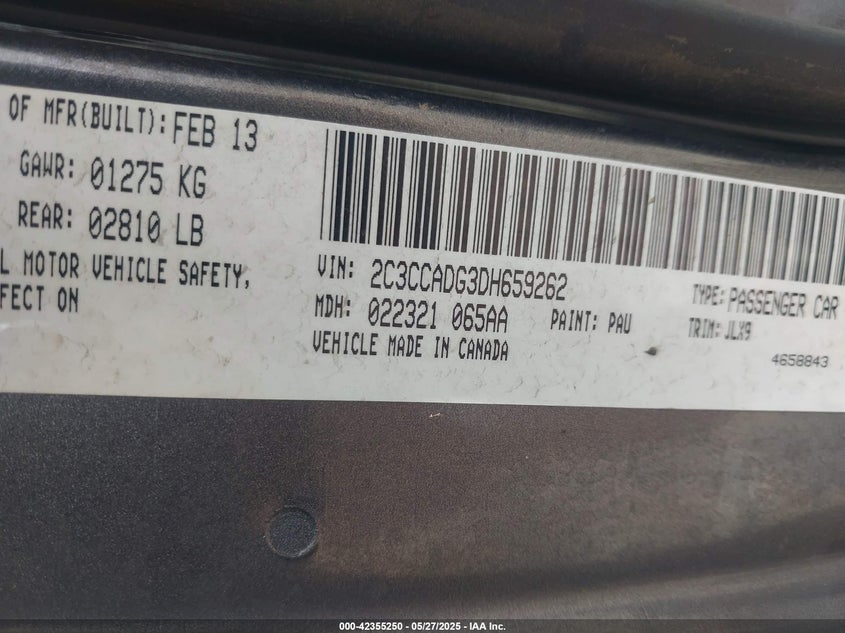 OF MFR(BUILT): FEB 13
GAWR: 01275 KG
REAR: 02810 LB
L MOTOR VEHICLE SAFETY,
FECT ON
VIN: 2C3CCADG3DH659262
TYPE: PASSENGER CAR
MDH: 022321 065AA
PAINT: PAU
TRIM: JLX9
VEHICLE MADE IN CANADA
4658843
000-42355250 - 05/27/2025 - IAA Inc.